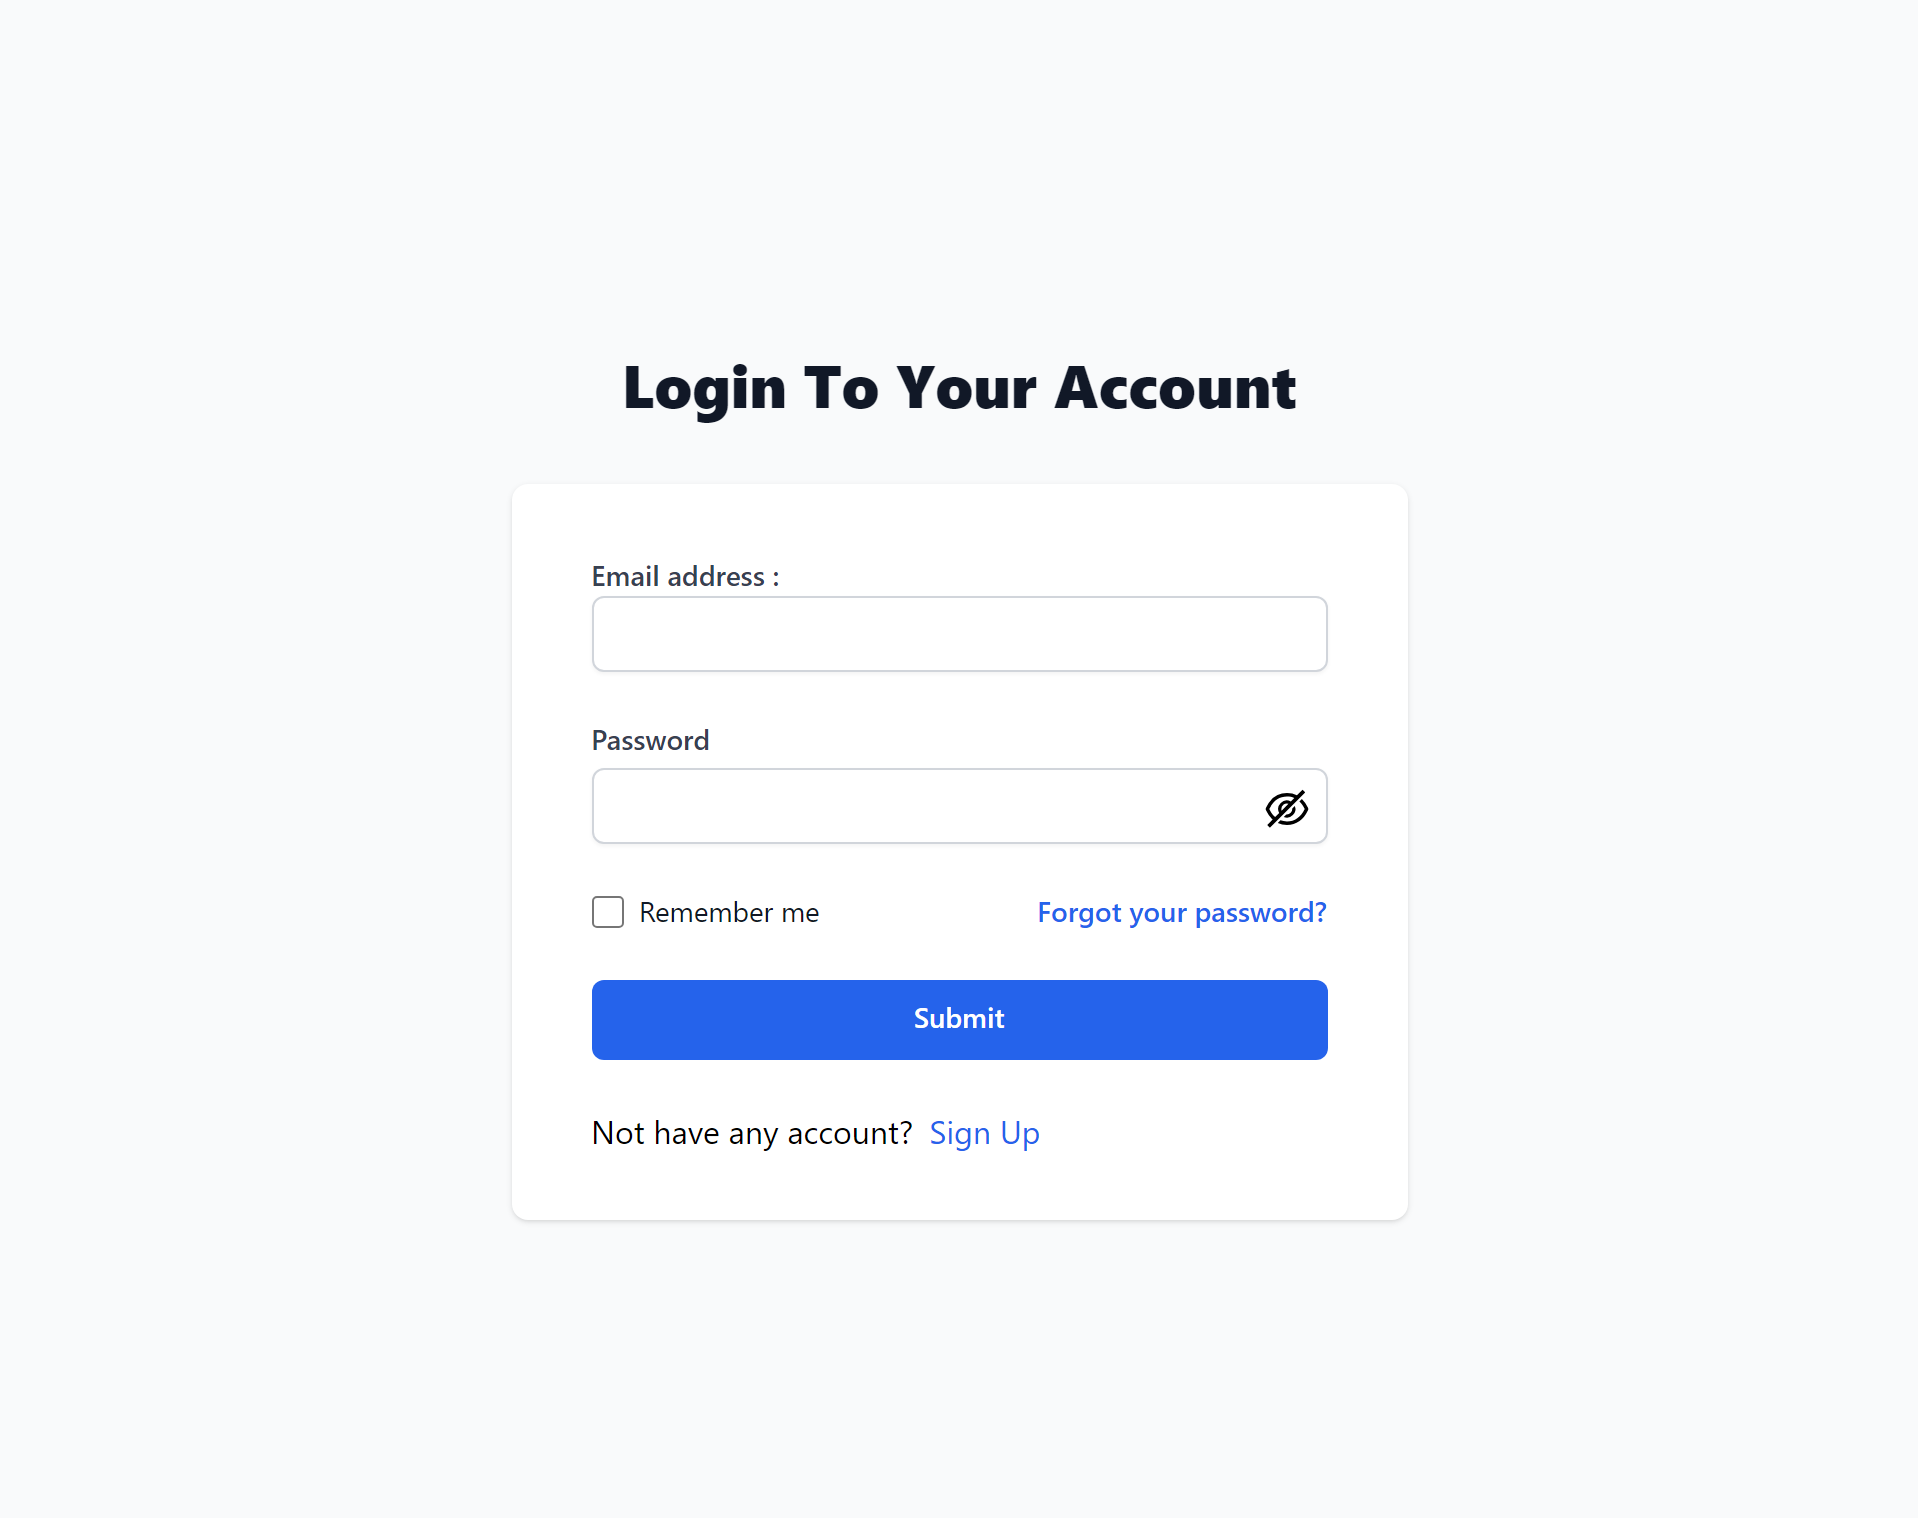 Login To Your Account
Email address :
Password
Remember me
Forgot your password?
Submit
Not have any account? Sign Up